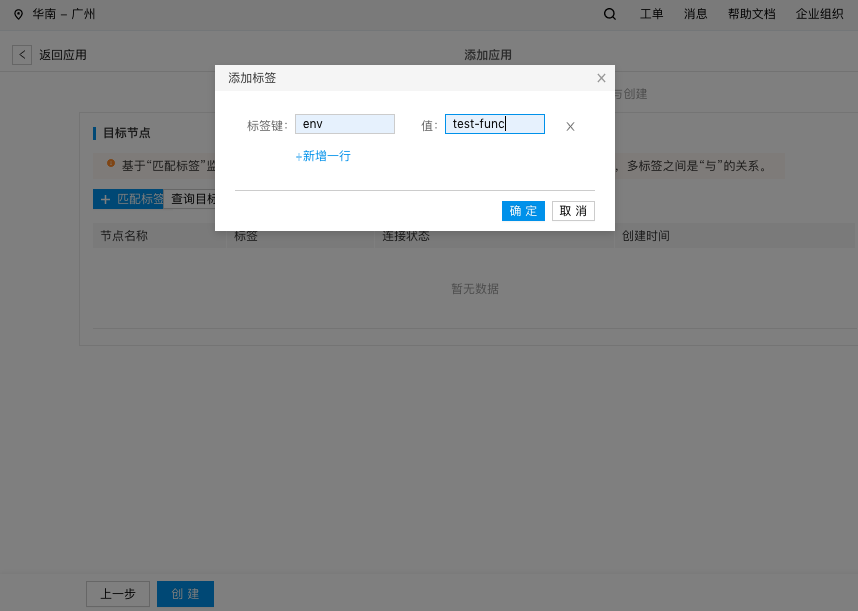 华南 – 广州
工单 消息 帮助文档 企业组织
返回应用 添加应用
添加标签
与创建
标签键： env 值： test-func
目标节点
+新增一行
基于“匹配标签”监 ，多标签之间是“与”的关系。
+ 匹配标签 查询目标
确 定 取 消
节点名称 标签 连接状态 创建时间
暂无数据
上一步 创 建